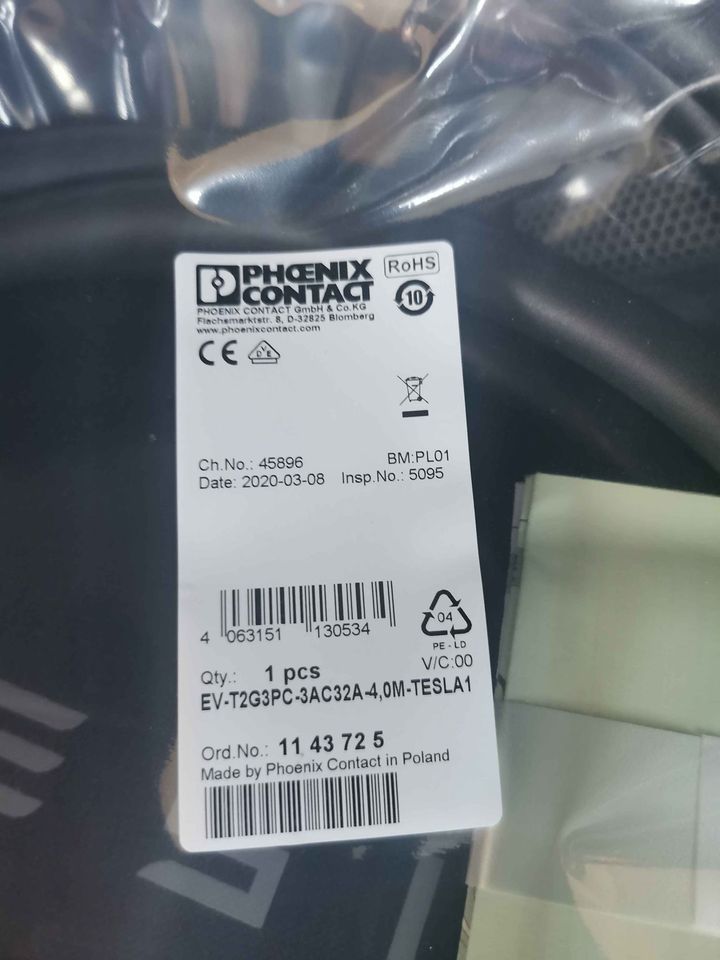 PHŒNIX
CONTACT
RoHS
10
PHOENIX CONTACT GmbH & Co.KG
Flachsmarktstr. 8, D-32825 Blomberg
www.phoenixcontact.com
CE
VDE
Ch.No.: 45896
BM:PL01
Date: 2020-03-08
Insp.No.: 5095
4 063151 130534
04
PE - LD
V/C:00
Qty.: 1 pcs
EV-T2G3PC-3AC32A-4,0M-TESLA1
Ord.No.: 11 43 72 5
Made by Phoenix Contact in Poland